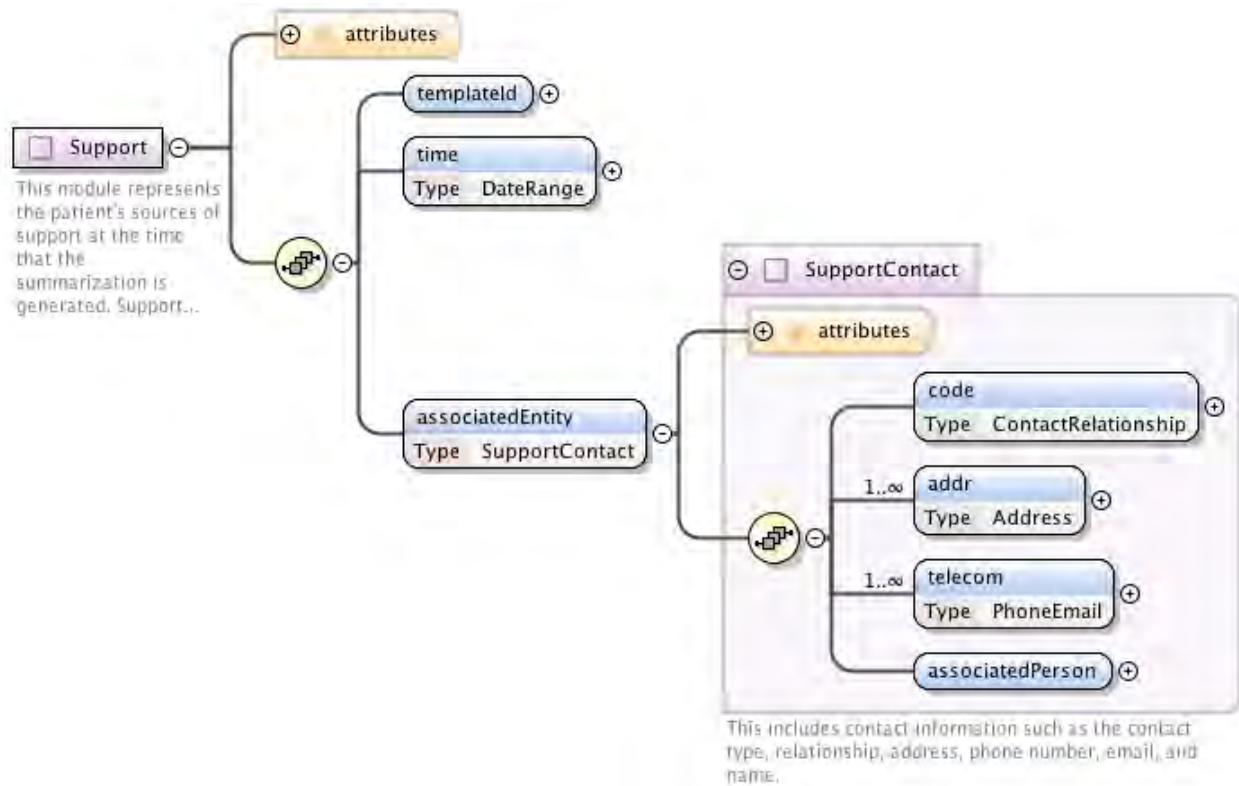 attributes
templateId
time
Type DateRange
Support
This module represents
the patient's sources of
support at the time
that the
summarization is
generated. Support...
SupportContact
attributes
associatedEntity
Type SupportContact
code
Type ContactRelationship
1..∞
addr
Type Address
1..∞
telecom
Type PhoneEmail
associatedPerson
This includes contact information such as the contact
type, relationship, address, phone number, email, and
name.